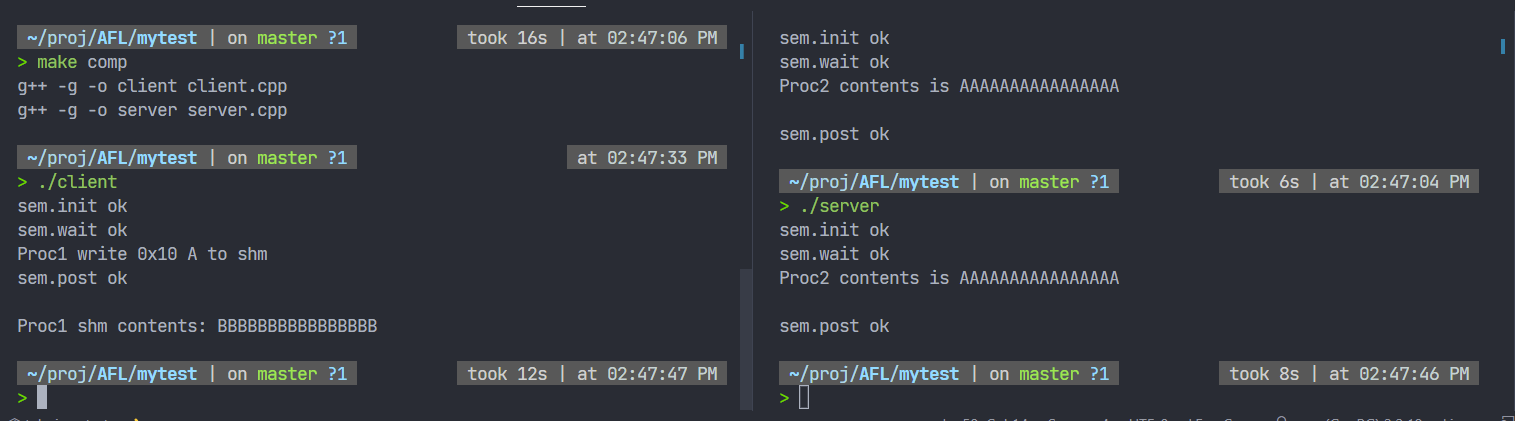 ~/proj/AFL/mytest | on master ?1 took 16s | at 02:47:06 PM
> make comp
g++ -g -o client client.cpp
g++ -g -o server server.cpp
~/proj/AFL/mytest | on master ?1 at 02:47:33 PM
> ./client
sem.init ok
sem.wait ok
Proc1 write 0x10 A to shm
sem.post ok
Proc1 shm contents: BBBBBBBBBBBBBBBB
~/proj/AFL/mytest | on master ?1 took 12s | at 02:47:47 PM
>
sem.init ok
sem.wait ok
Proc2 contents is AAAAAAAAAAAAAAAA
sem.post ok
~/proj/AFL/mytest | on master ?1 took 6s | at 02:47:04 PM
> ./server
sem.init ok
sem.wait ok
Proc2 contents is AAAAAAAAAAAAAAAA
sem.post ok
~/proj/AFL/mytest | on master ?1 took 8s | at 02:47:46 PM
>